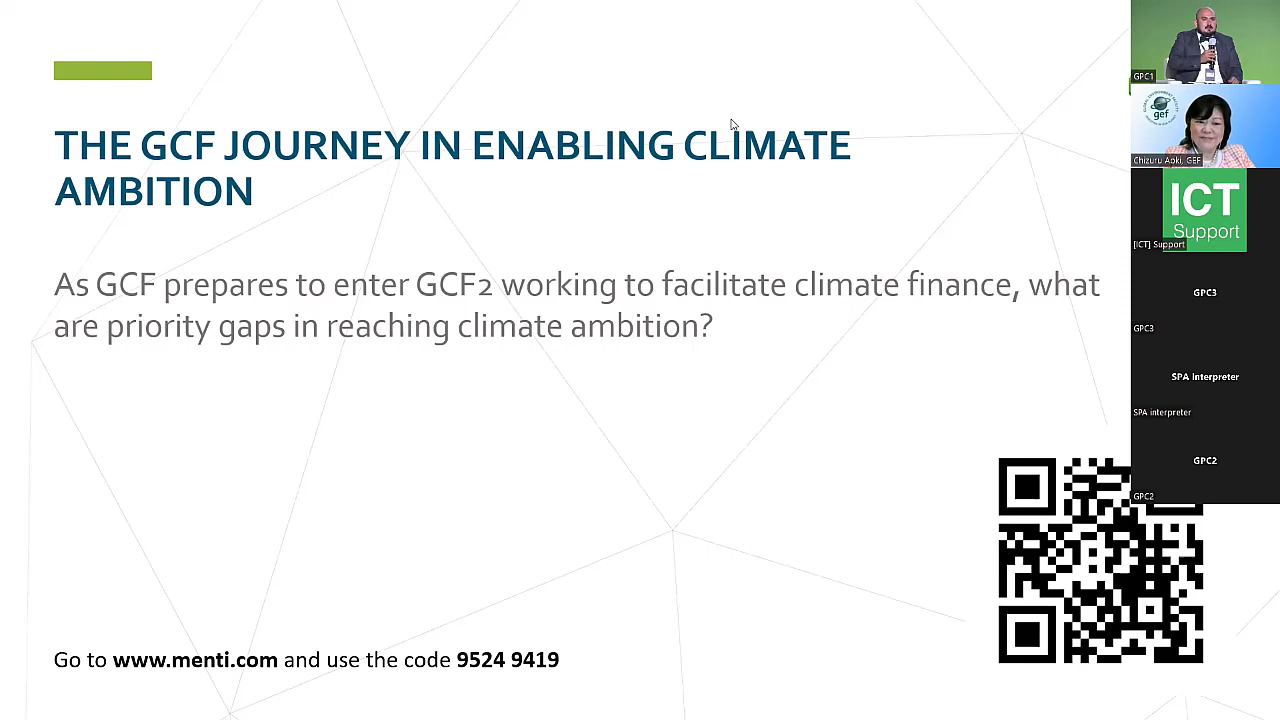 THE GCF JOURNEY IN ENABLING CLIMATE
AMBITION
As GCF prepares to enter GCF2 working to facilitate climate finance, what
are priority gaps in reaching climate ambition?
Go to www.menti.com and use the code 9524 9419
GPC1
gef
Chizuru Aoki, GEF
ICT
Support
[ICT] Support
GPC3
GPC3
SPA Interpreter
SPA interpreter
GPC2
GPC2